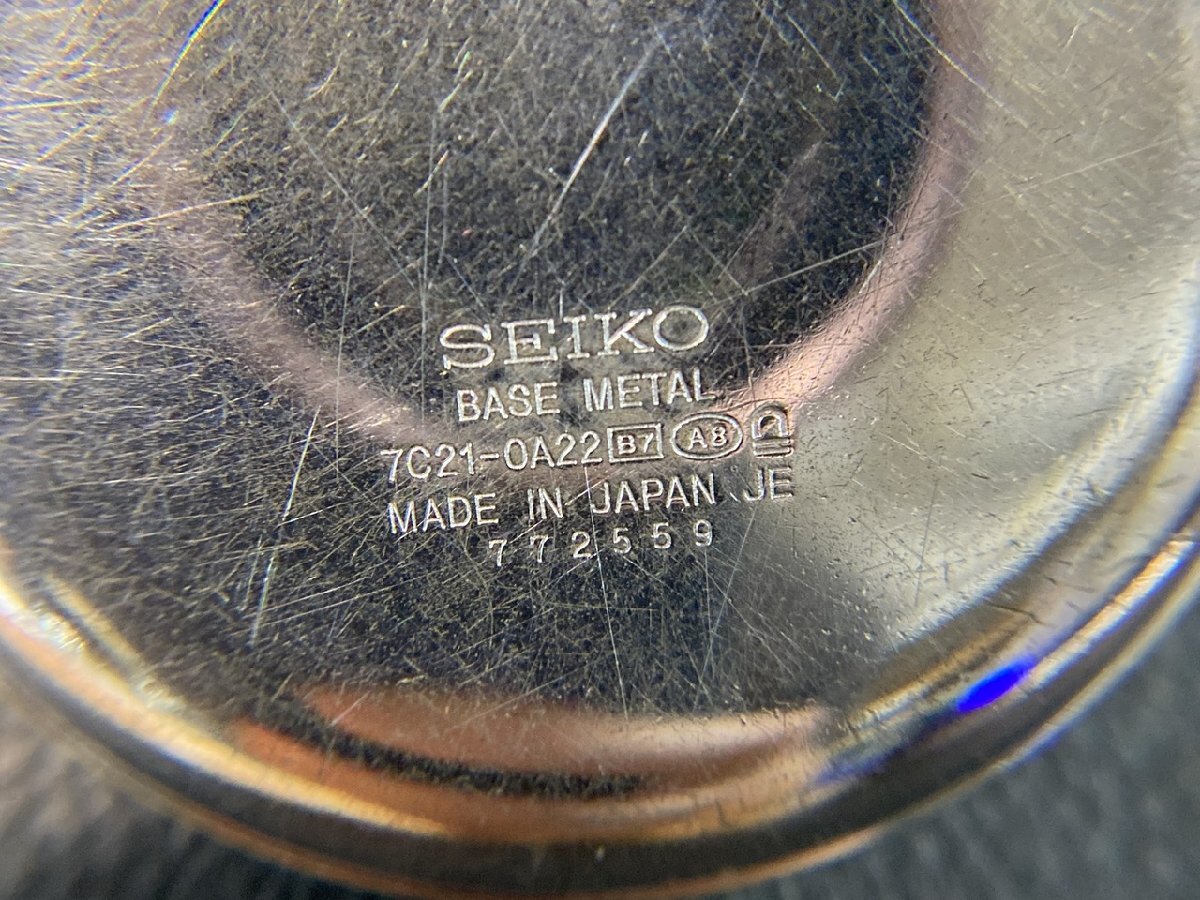 SEIKO
BASE METAL
7C21-0A22 B7 A8
MADE IN JAPAN JE
772559